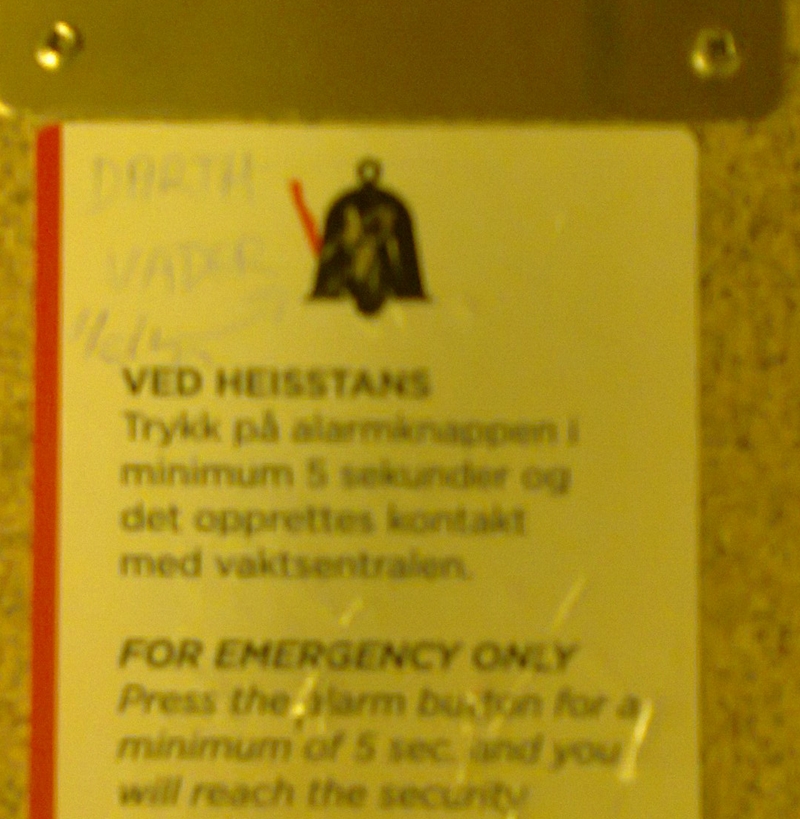 DARTH
VADER
VED HEISSTANS
Trykk på alarmknappen i
minimum 5 sekunder og
det opprettes kontakt
med vaktsentralen.
FOR EMERGENCY ONLY
Press the alarm button for a
minimum of 5 sec. and you
will reach the security